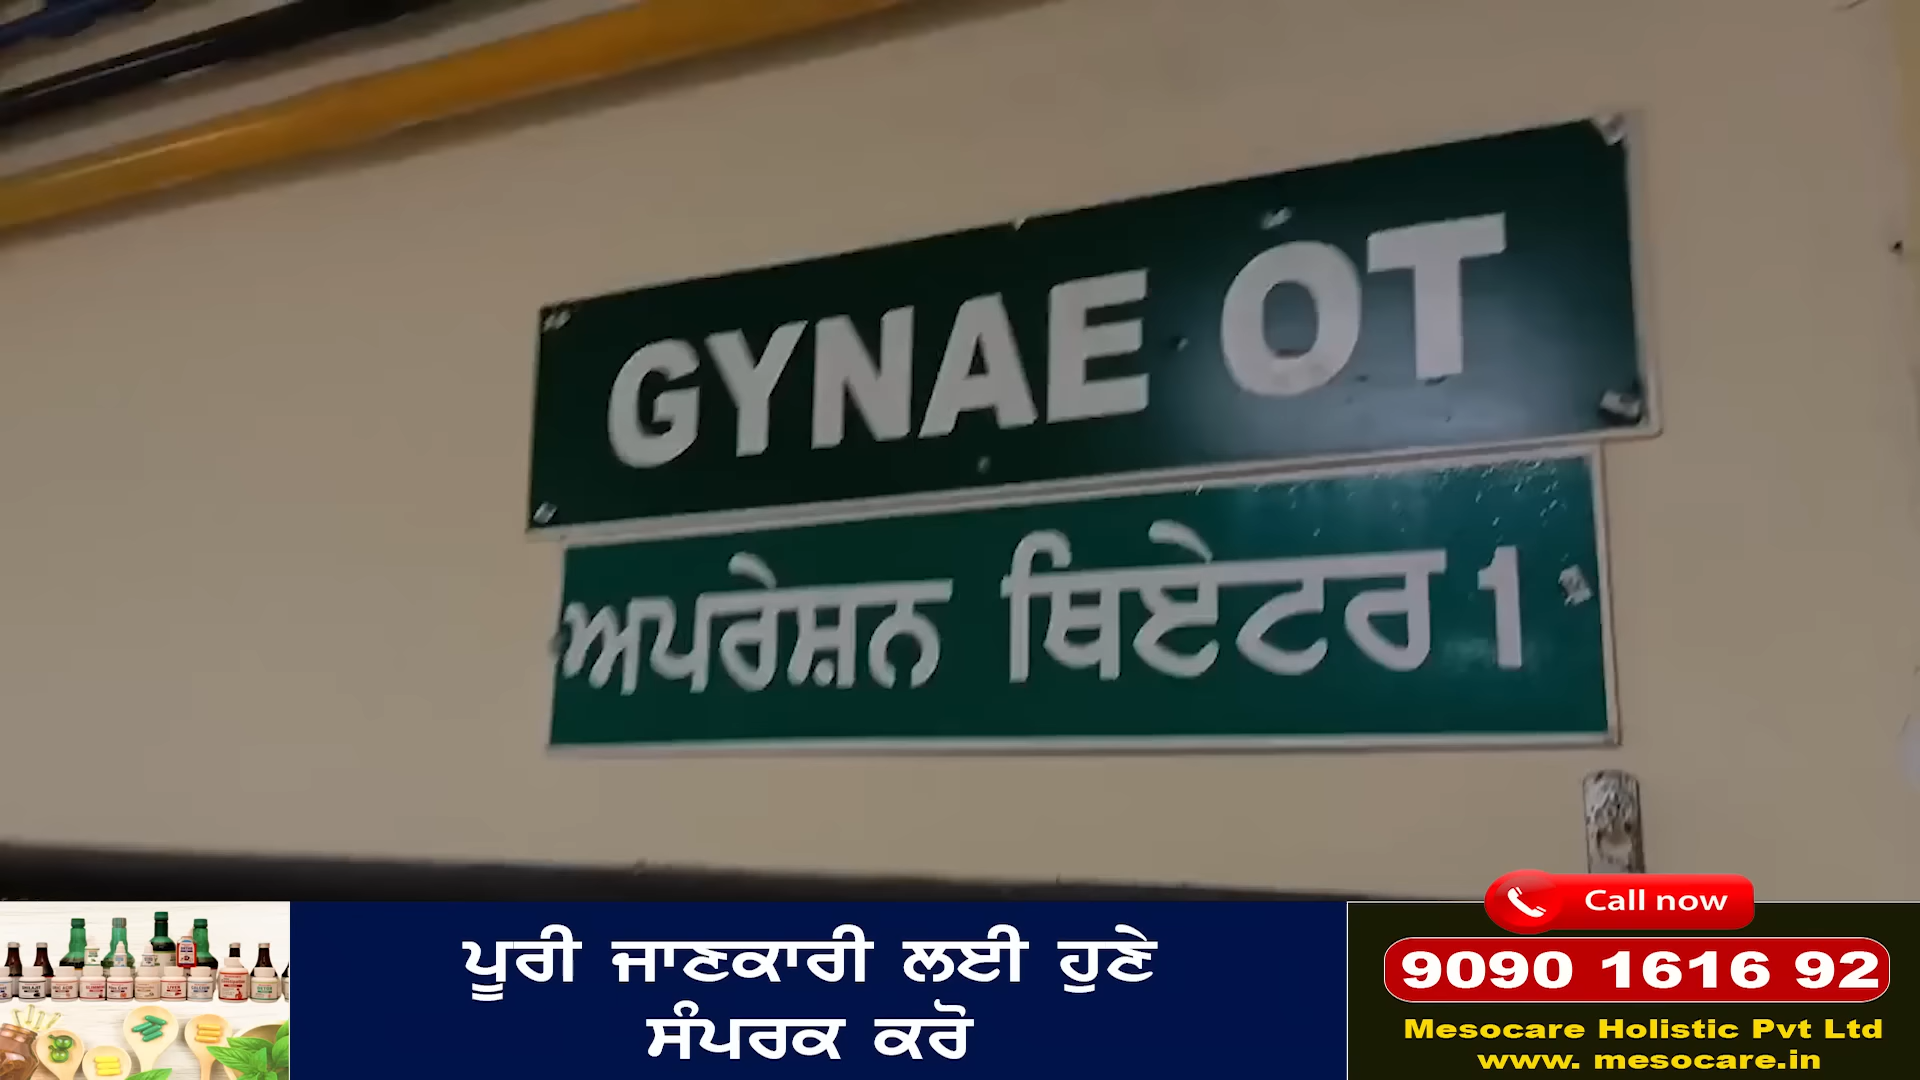 GYNAE OT
ਅਪਰੇਸ਼ਨ ਥਿਏਟਰ 1
ਪੂਰੀ ਜਾਣਕਾਰੀ ਲਈ ਹੁਣੇ
ਸੰਪਰਕ ਕਰੋ
Call now
9090 1616 92
Mesocare Holistic Pvt Ltd
www. mesocare.in